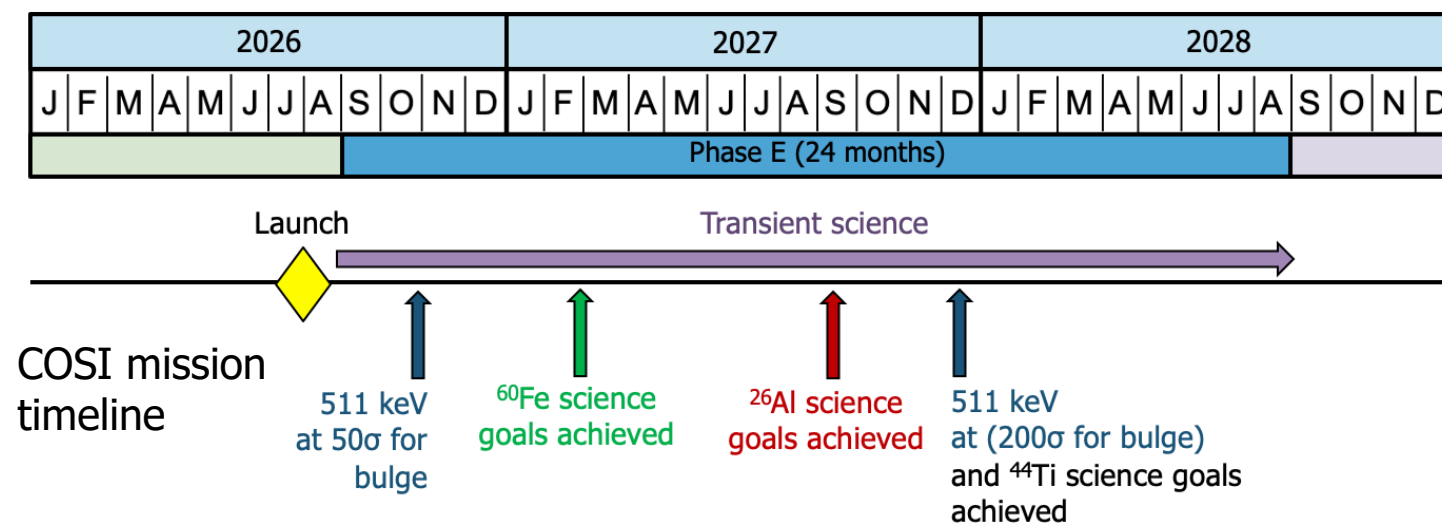 2026 2027 2028
J F M A M J J A S O N D J F M A M J J A S O N D J F M A M J J A S O N D
Phase E (24 months)
Launch
Transient science
COSI mission
timeline
511 keV
at 50σ for
bulge
⁶⁰Fe science
goals achieved
²⁶Al science
goals achieved
511 keV
at (200σ for bulge)
and ⁴⁴Ti science goals
achieved